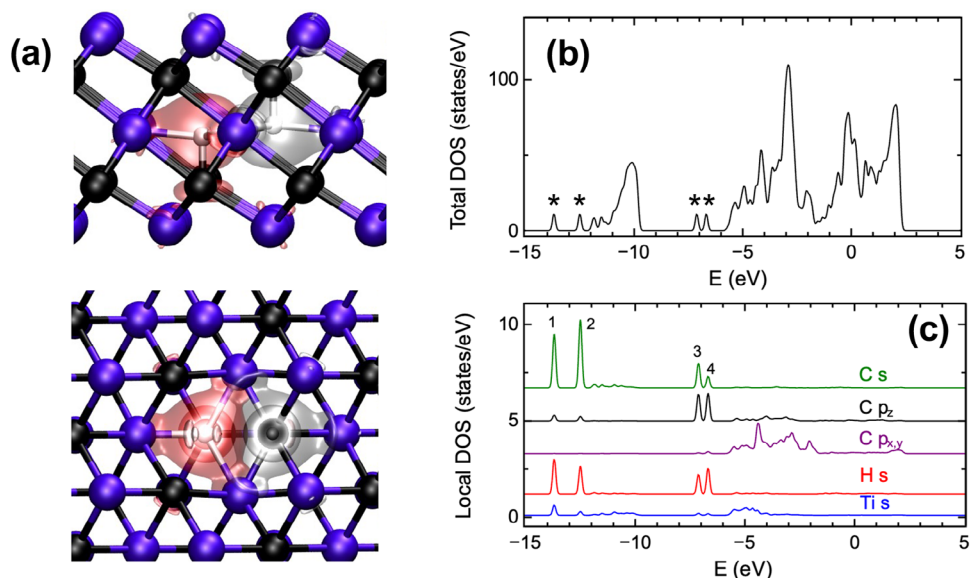 (a)
(b)
Total DOS (states/eV)
100
0
* * **
−15 −10 −5 0 5
E (eV)
(c)
Local DOS (states/eV)
10
5
0
1 2
3
4
C s
C pz
C px,y
H s
Ti s
−15 −10 −5 0 5
E (eV)